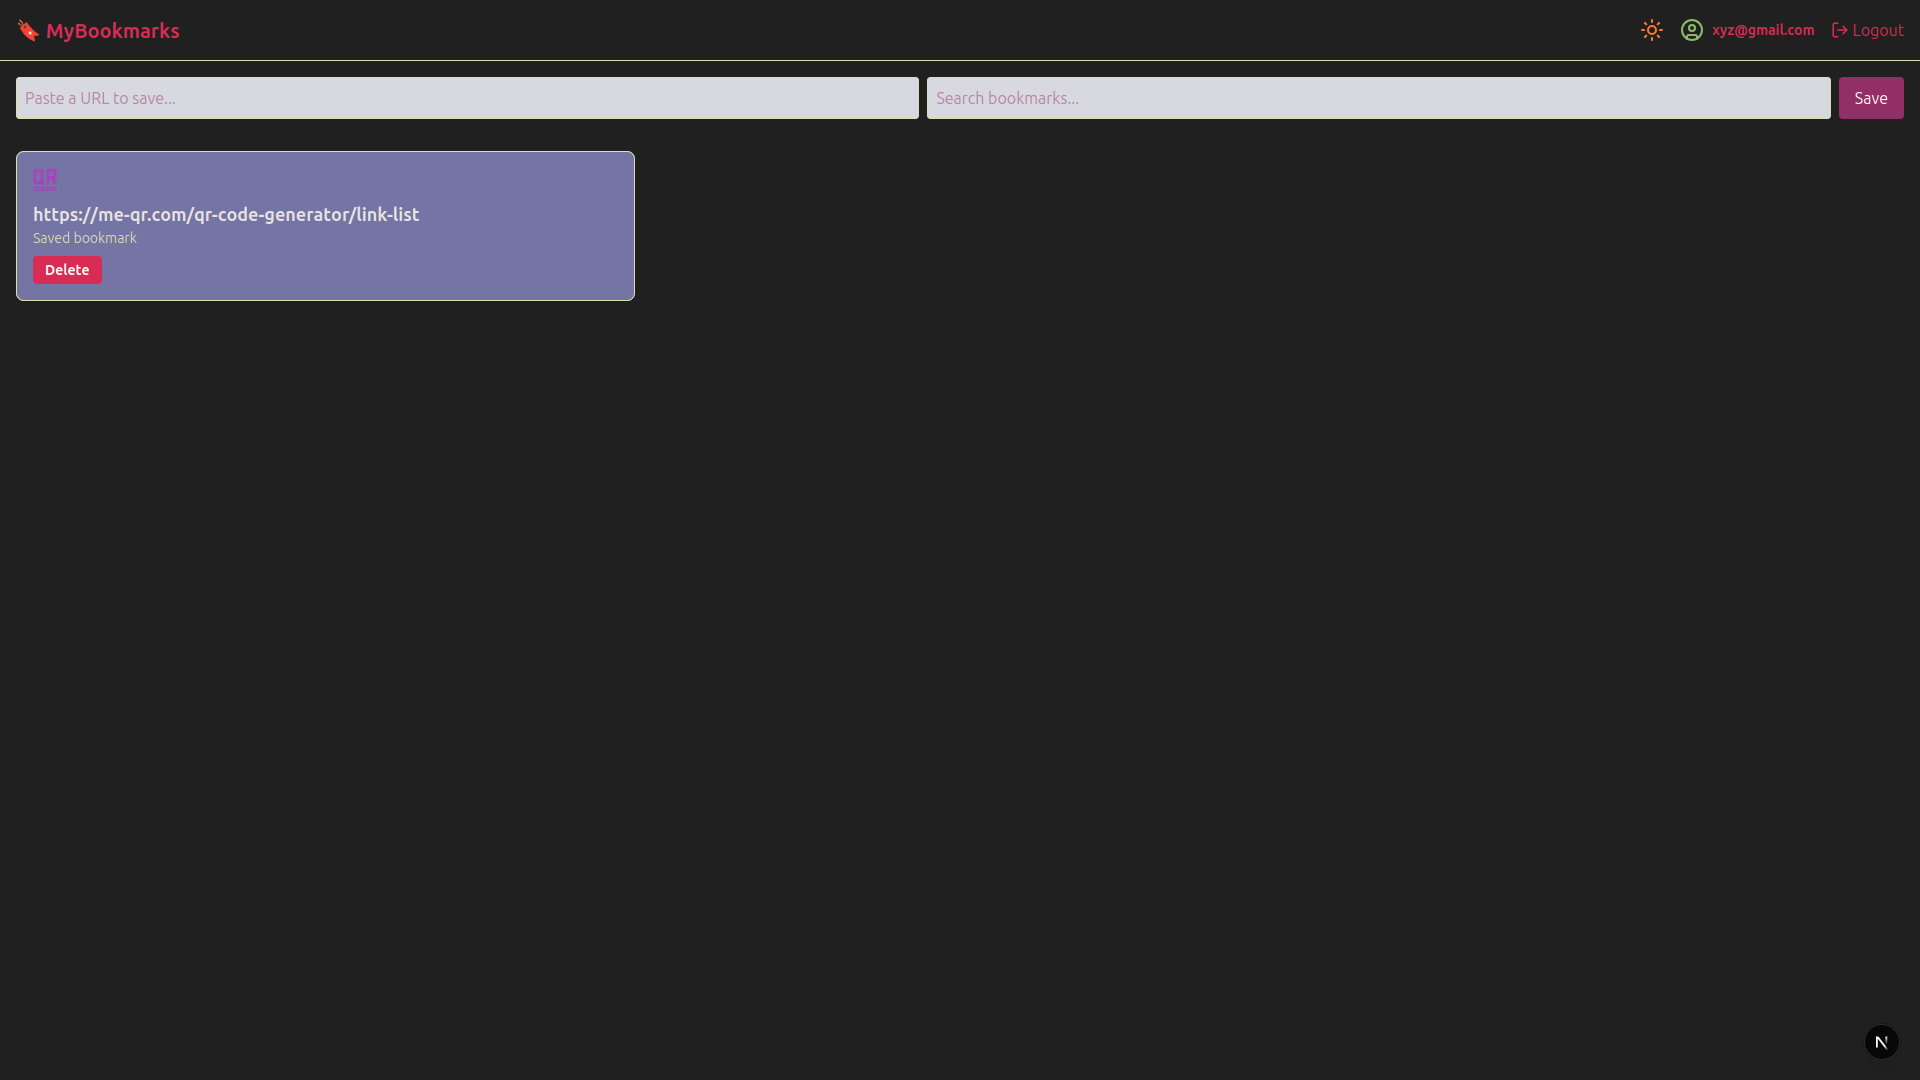 MyBookmarks
xyz@gmail.com
Logout
Paste a URL to save...
Search bookmarks...
Save
QR
https://me-qr.com/qr-code-generator/link-list
Saved bookmark
Delete
N